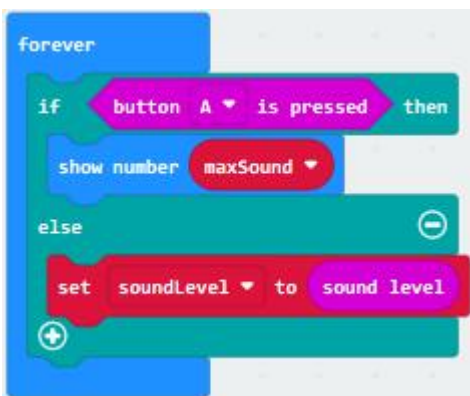 forever
if button A is pressed then
show number maxSound
else
set soundLevel to sound level